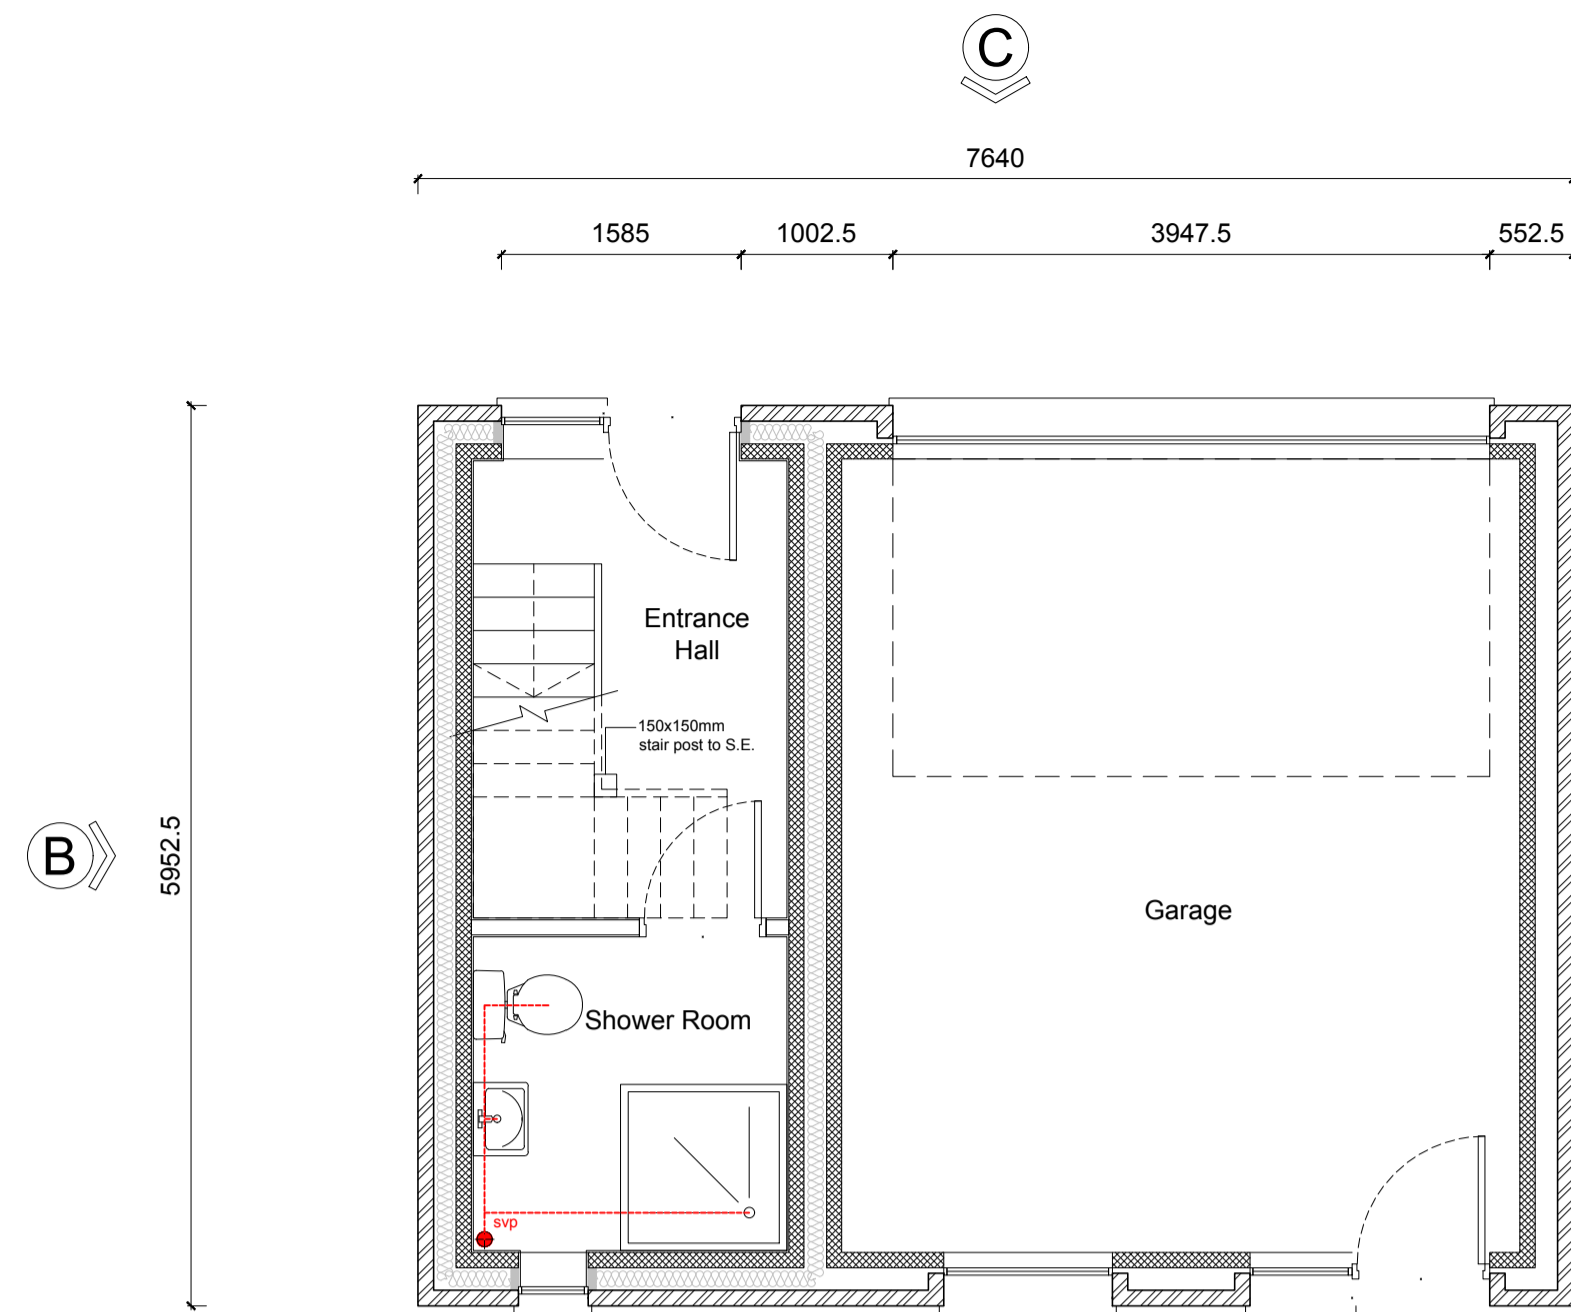 C
7640
1585
1002.5
3947.5
552.5
Entrance
Hall
150x150mm
stair post to S.E.
B
5952.5
Garage
Shower Room
svp